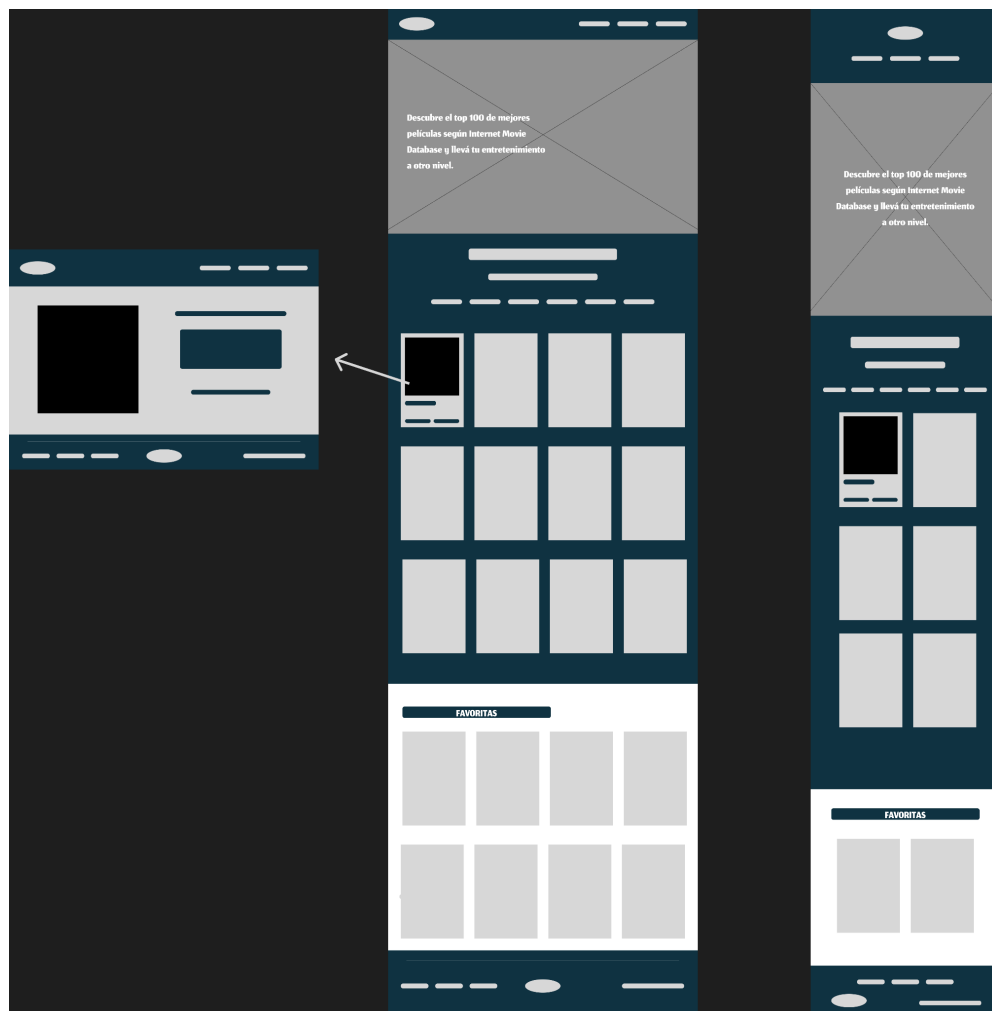 Descubre el top 100 de mejores
películas según Internet Movie
Database y llevá tu entretenimiento
a otro nivel.
FAVORITAS
Descubre el top 100 de mejores
películas según Internet Movie
Database y llevá tu entretenimiento
a otro nivel.
FAVORITAS